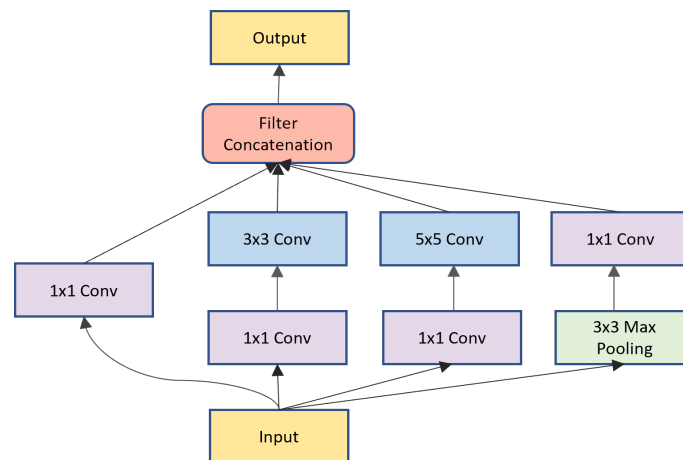 Output
Filter
Concatenation
3x3 Conv
5x5 Conv
1x1 Conv
1x1 Conv
1x1 Conv
1x1 Conv
3x3 Max
Pooling
Input